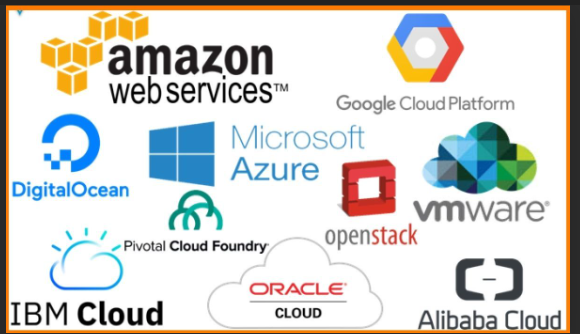 amazon
web services™
Google Cloud Platform
DigitalOcean
Microsoft
Azure
openstack
vmware®
Pivotal Cloud Foundry
IBM Cloud
ORACLE®
CLOUD
Alibaba Cloud